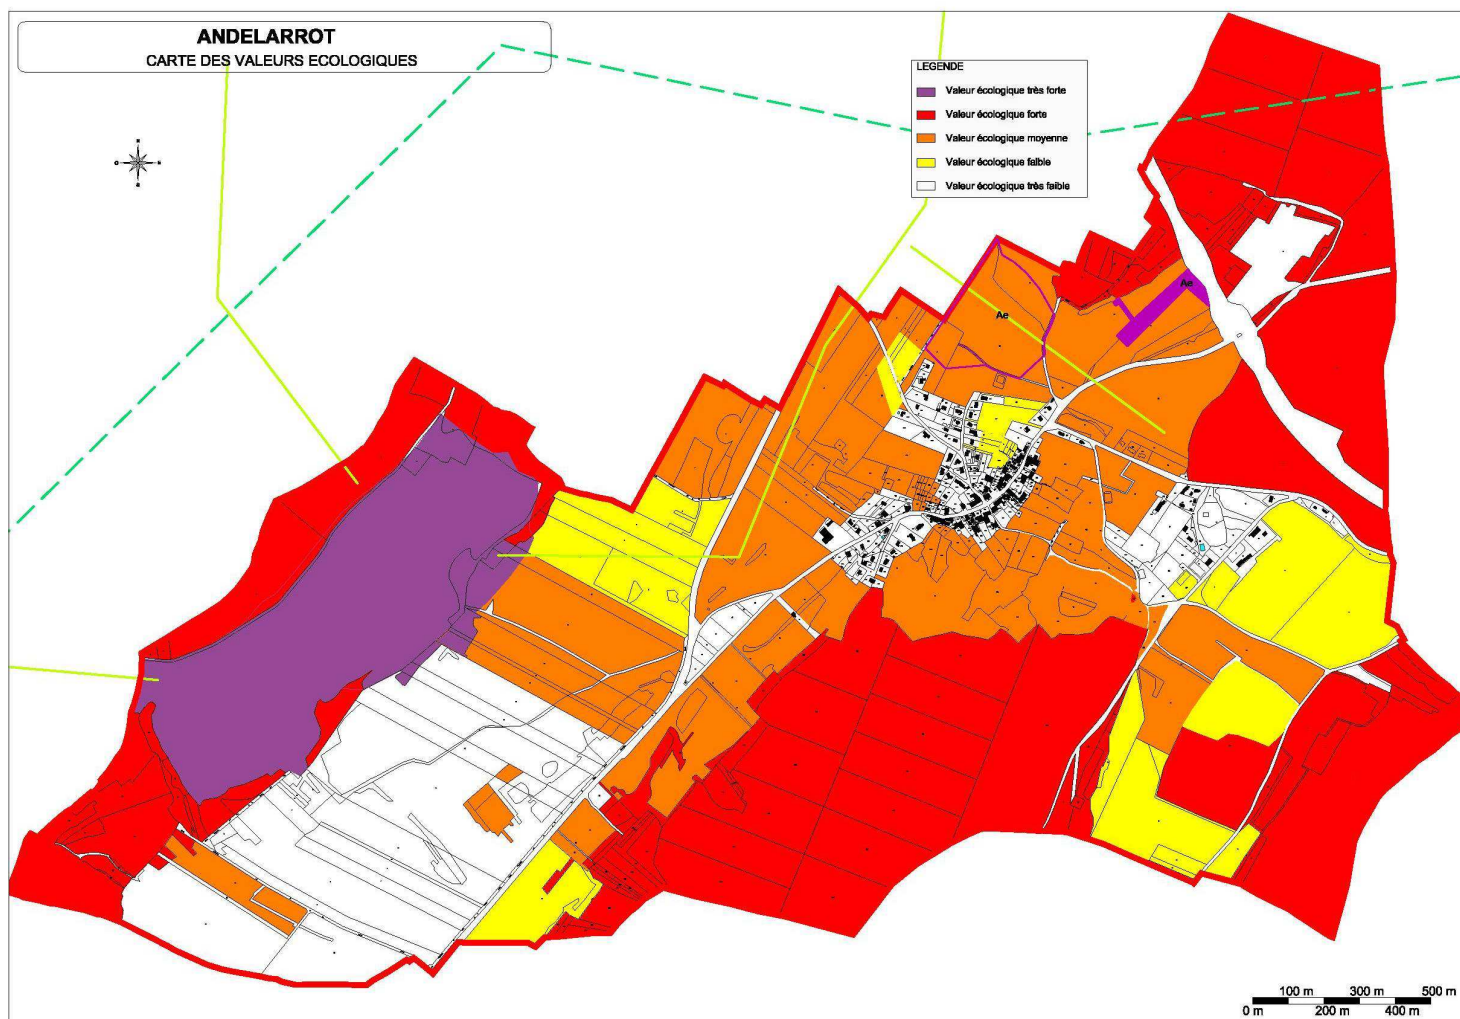 ANDELARROT
CARTE DES VALEURS ECOLOGIQUES
LEGENDE
Valeur écologique très forte
Valeur écologique forte
Valeur écologique moyenne
Valeur écologique faible
Valeur écologique très faible
Ae
Ae
100 m 300 m 500 m
0 m 200 m 400 m